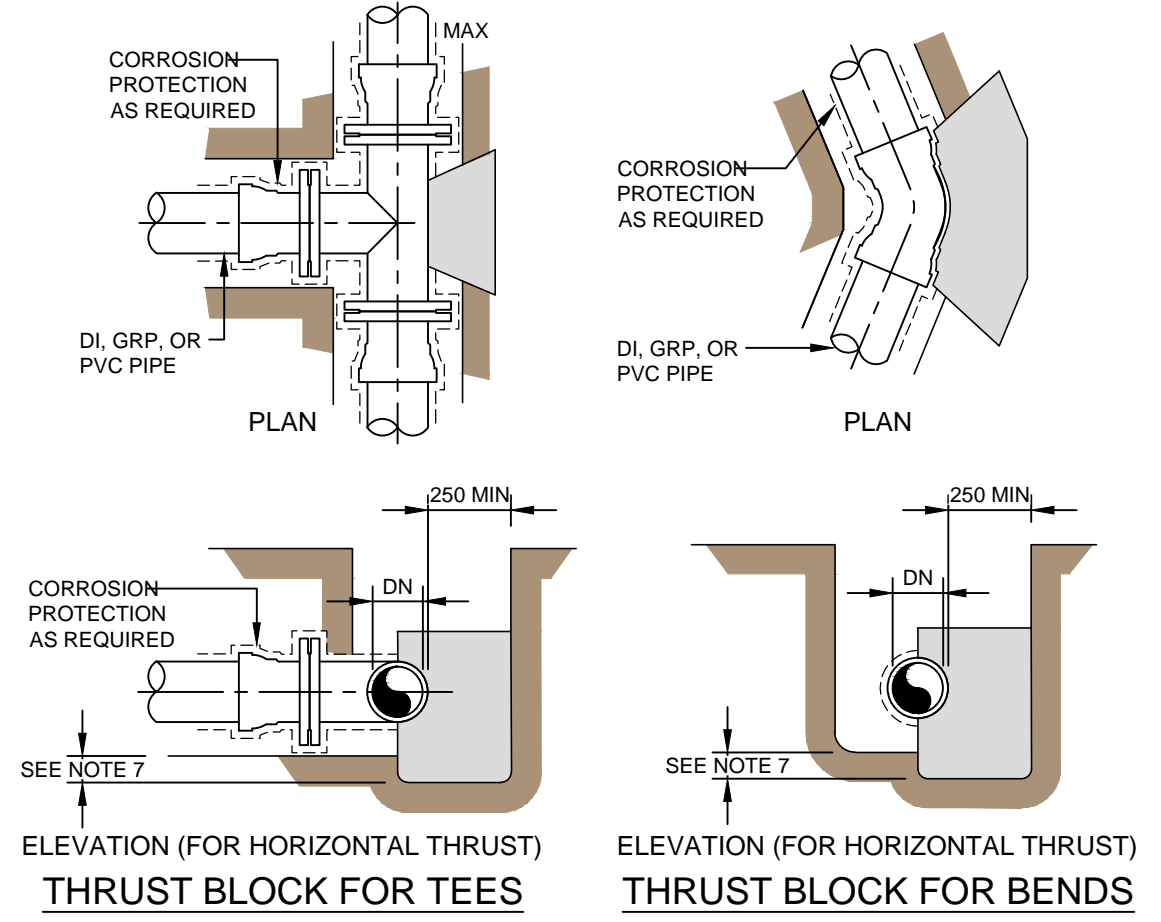 MAX
CORROSION
PROTECTION
AS REQUIRED
DI, GRP, OR
PVC PIPE
PLAN
CORROSION
PROTECTION
AS REQUIRED
DI, GRP, OR
PVC PIPE
PLAN
250 MIN
DN
CORROSION
PROTECTION
AS REQUIRED
SEE NOTE 7
ELEVATION (FOR HORIZONTAL THRUST)
THRUST BLOCK FOR TEES
250 MIN
DN
SEE NOTE 7
ELEVATION (FOR HORIZONTAL THRUST)
THRUST BLOCK FOR BENDS